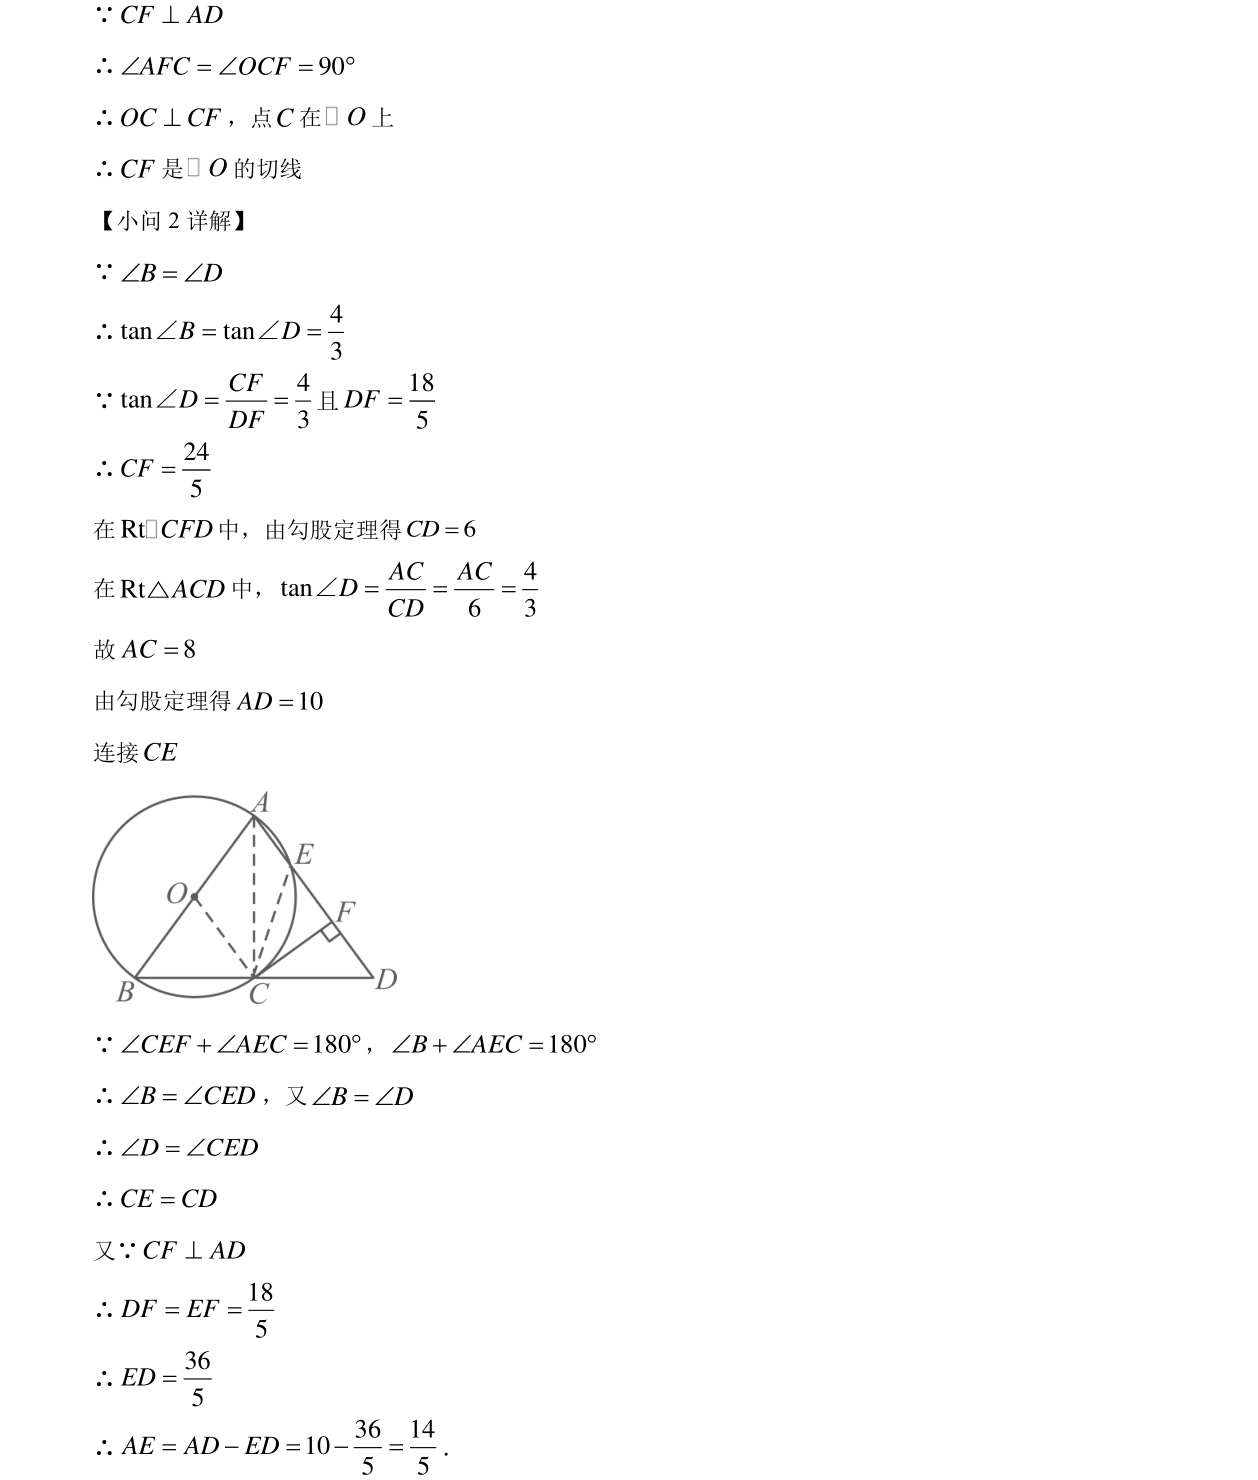 ∵ CF ⊥ AD
∴ ∠AFC = ∠OCF = 90°
∴ OC ⊥ CF，点C在□ O 上
∴ CF 是□ O 的切线
【小问 2 详解】
∵ ∠B = ∠D
∴ tan∠B = tan∠D = 4/3
∵ tan∠D = CF/DF = 4/3 且 DF = 18/5
∴ CF = 24/5
在 Rt□CFD 中，由勾股定理得 CD = 6
在 Rt△ACD 中，tan∠D = AC/CD = AC/6 = 4/3
故 AC = 8
由勾股定理得 AD = 10
连接 CE
A
E
O
F
B
C
D
∵ ∠CEF + ∠AEC = 180°，∠B + ∠AEC = 180°
∴ ∠B = ∠CED，又 ∠B = ∠D
∴ ∠D = ∠CED
∴ CE = CD
又∵ CF ⊥ AD
∴ DF = EF = 18/5
∴ ED = 36/5
∴ AE = AD − ED = 10 − 36/5 = 14/5 .